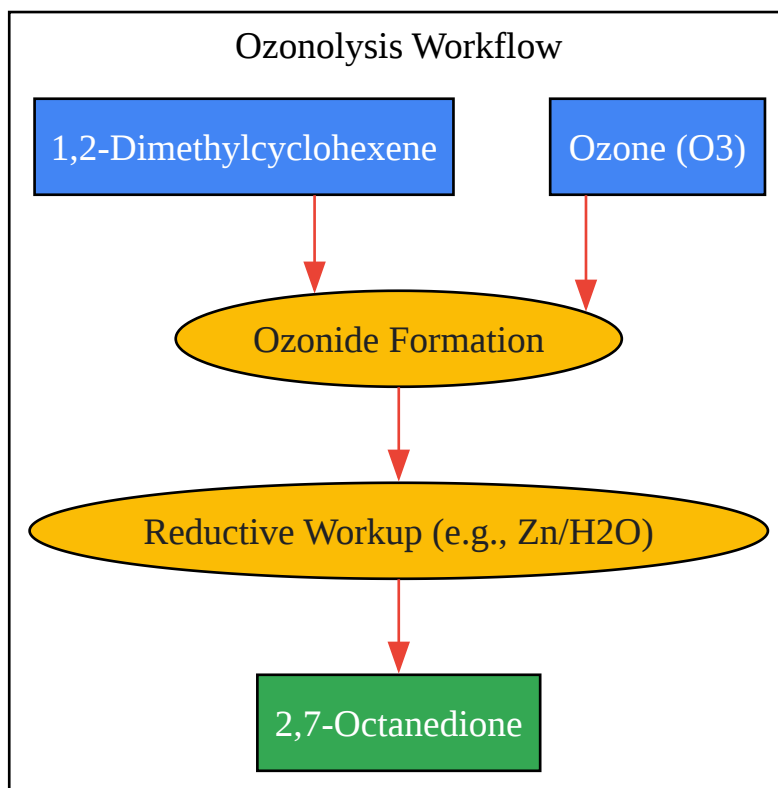 Ozonolysis Workflow
1,2-Dimethylcyclohexene
Ozone (O3)
Ozonide Formation
Reductive Workup (e.g., Zn/H2O)
2,7-Octanedione